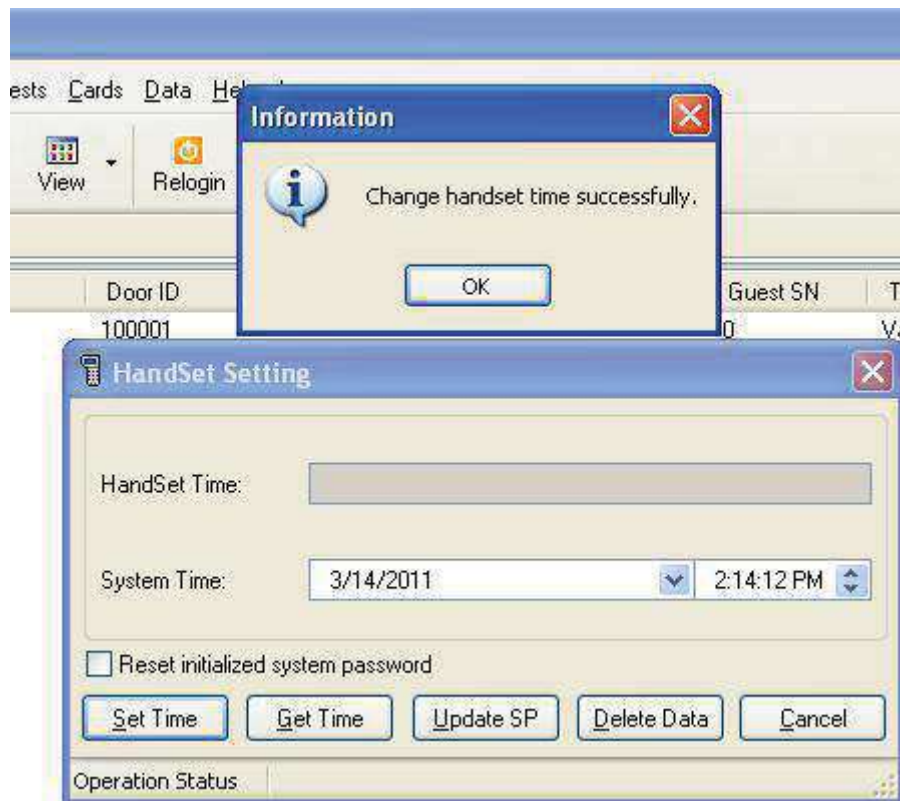 ests Cards Data He
Information
View
Relogin
Change handset time successfully.
OK
Door ID
Guest SN
T
100001
0
Va
HandSet Setting
HandSet Time:
System Time:
3/14/2011
2:14:12 PM
Reset initialized system password
Set Time
Get Time
Update SP
Delete Data
Cancel
Operation Status